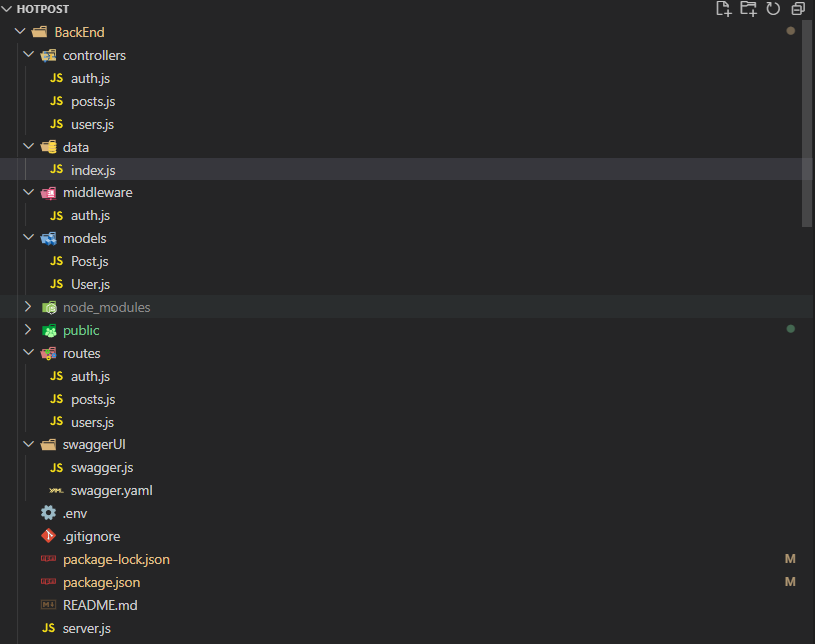 HOTPOST
BackEnd
controllers
JS auth.js
JS posts.js
JS users.js
data
JS index.js
middleware
JS auth.js
models
JS Post.js
JS User.js
node_modules
public
routes
JS auth.js
JS posts.js
JS users.js
swaggerUI
JS swagger.js
YAML swagger.yaml
.env
.gitignore
npm package-lock.json M
npm package.json M
README.md
JS server.js